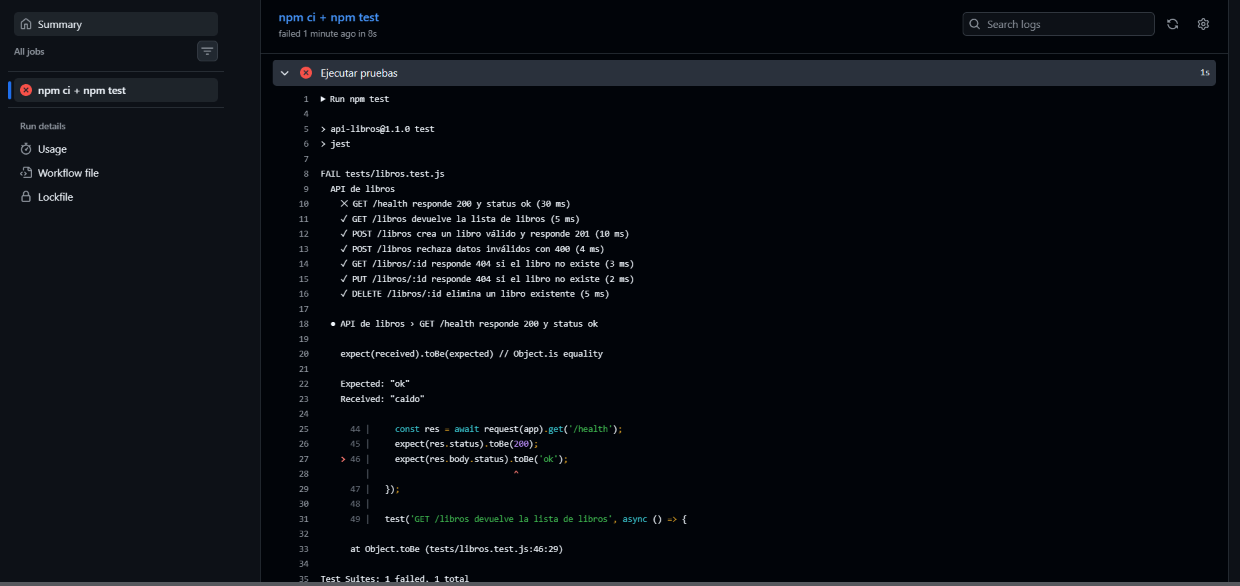 Summary
All jobs
npm ci + npm test
Run details
Usage
Workflow file
Lockfile
npm ci + npm test
failed 1 minute ago in 8s
Search logs
Ejecutar pruebas 1s
1 ▶ Run npm test
4
5 > api-libros@1.1.0 test
6 > jest
7
8 FAIL tests/libros.test.js
9 API de libros
10 ✕ GET /health responde 200 y status ok (30 ms)
11 ✓ GET /libros devuelve la lista de libros (5 ms)
12 ✓ POST /libros crea un libro válido y responde 201 (10 ms)
13 ✓ POST /libros rechaza datos inválidos con 400 (4 ms)
14 ✓ GET /libros/:id responde 404 si el libro no existe (3 ms)
15 ✓ PUT /libros/:id responde 404 si el libro no existe (2 ms)
16 ✓ DELETE /libros/:id elimina un libro existente (5 ms)
17
18 ● API de libros › GET /health responde 200 y status ok
19
20 expect(received).toBe(expected) // Object.is equality
21
22 Expected: "ok"
23 Received: "caido"
24
25 44 | const res = await request(app).get('/health');
26 45 | expect(res.status).toBe(200);
27 > 46 | expect(res.body.status).toBe('ok');
28 | ^
29 47 | });
30 48 |
31 49 | test('GET /libros devuelve la lista de libros', async () => {
32
33 at Object.toBe (tests/libros.test.js:46:29)
34
35 Test Suites: 1 failed, 1 total